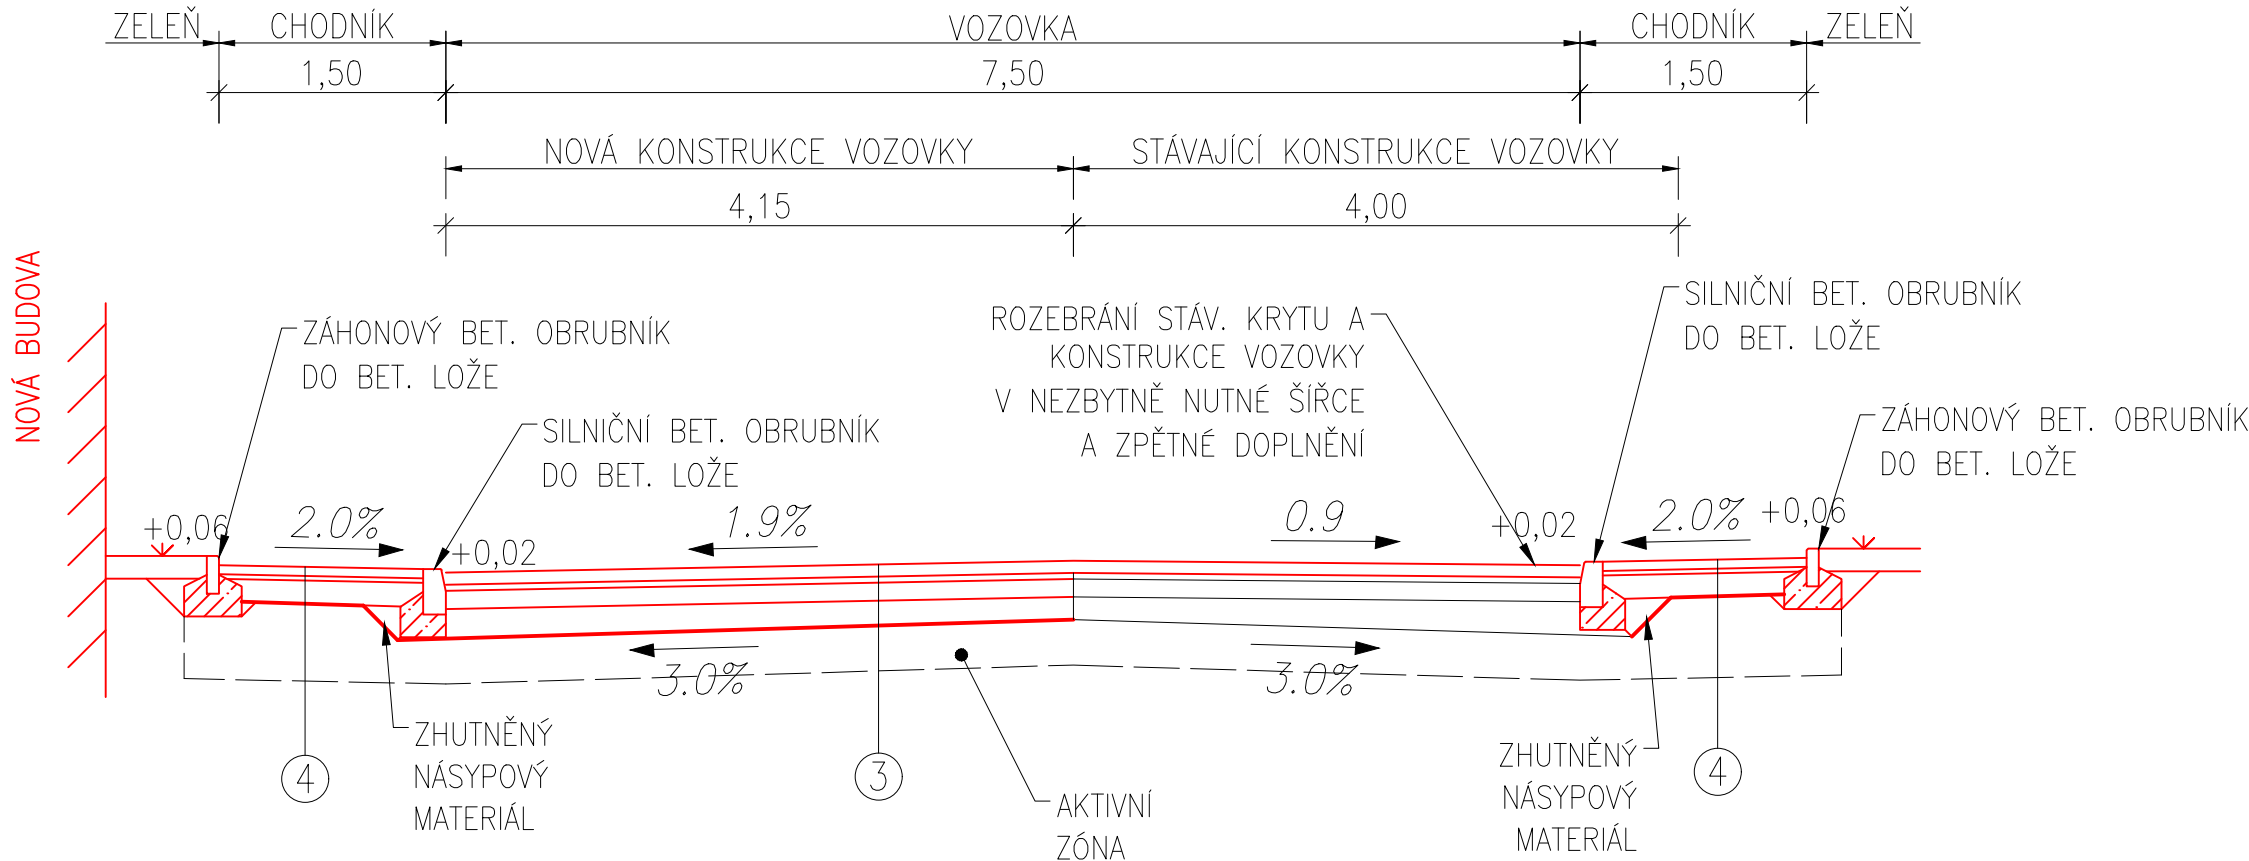 ZELEŇ
CHODNÍK
VOZOVKA
CHODNÍK
ZELEŇ
1,50
7,50
1,50
NOVÁ KONSTRUKCE VOZOVKY
STÁVAJÍCÍ KONSTRUKCE VOZOVKY
4,15
4,00
NOVÁ BUDOVA
ZÁHONOVÝ BET. OBRUBNÍK
DO BET. LOŽE
SILNIČNÍ BET. OBRUBNÍK
DO BET. LOŽE
ROZEBRÁNÍ STÁV. KRYTU A
KONSTRUKCE VOZOVKY
V NEZBYTNĚ NUTNÉ ŠÍŘCE
A ZPĚTNÉ DOPLNĚNÍ
SILNIČNÍ BET. OBRUBNÍK
DO BET. LOŽE
ZÁHONOVÝ BET. OBRUBNÍK
DO BET. LOŽE
+0,06
2.0%
+0,02
1.9%
0.9
+0,02
2.0%
+0,06
3.0%
3.0%
ZHUTNĚNÝ
NÁSYPOVÝ
MATERIÁL
4
3
AKTIVNÍ
ZÓNA
ZHUTNĚNÝ
NÁSYPOVÝ
MATERIÁL
4